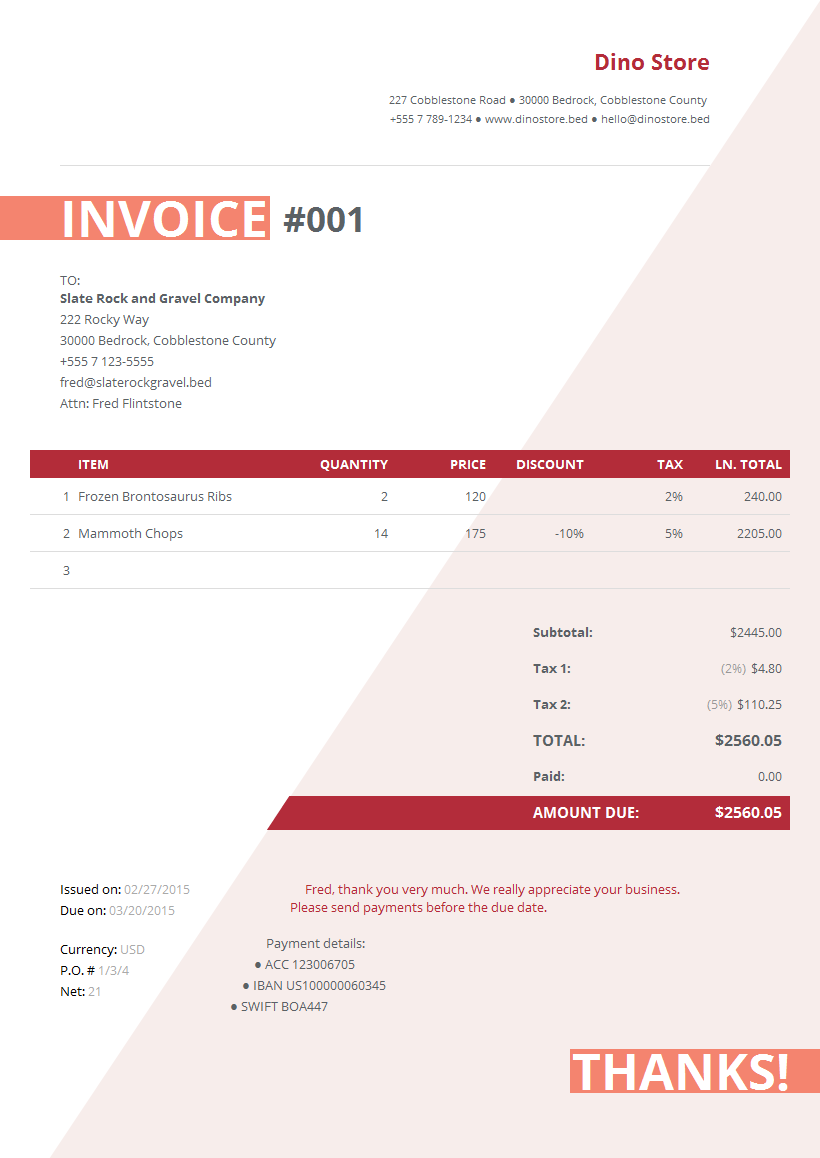 Dino Store
227 Cobblestone Road ● 30000 Bedrock, Cobblestone County
+555 7 789-1234 ● www.dinostore.bed ● hello@dinostore.bed
INVOICE #001
TO:
Slate Rock and Gravel Company
222 Rocky Way
30000 Bedrock, Cobblestone County
+555 7 123-5555
fred@slaterockgravel.bed
Attn: Fred Flintstone
ITEM QUANTITY PRICE DISCOUNT TAX LN. TOTAL
1 Frozen Brontosaurus Ribs 2 120 2% 240.00
2 Mammoth Chops 14 175 -10% 5% 2205.00
3
Subtotal: $2445.00
Tax 1: (2%) $4.80
Tax 2: (5%) $110.25
TOTAL: $2560.05
Paid: 0.00
AMOUNT DUE: $2560.05
Issued on: 02/27/2015
Due on: 03/20/2015
Currency: USD
P.O. # 1/3/4
Net: 21
Fred, thank you very much. We really appreciate your business.
Please send payments before the due date.
Payment details:
● ACC 123006705
● IBAN US100000060345
● SWIFT BOA447
THANKS!